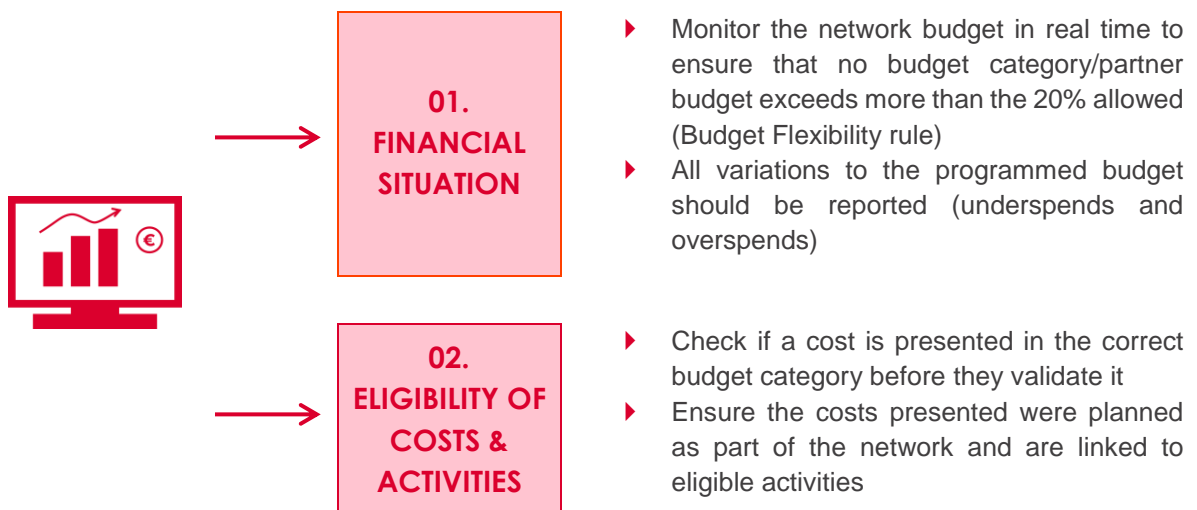 01.
FINANCIAL
SITUATION
Monitor the network budget in real time to
ensure that no budget category/partner
budget exceeds more than the 20% allowed
(Budget Flexibility rule)
All variations to the programmed budget
should be reported (underspends and
overspends)
€
02.
ELIGIBILITY OF
COSTS &
ACTIVITIES
Check if a cost is presented in the correct
budget category before they validate it
Ensure the costs presented were planned
as part of the network and are linked to
eligible activities